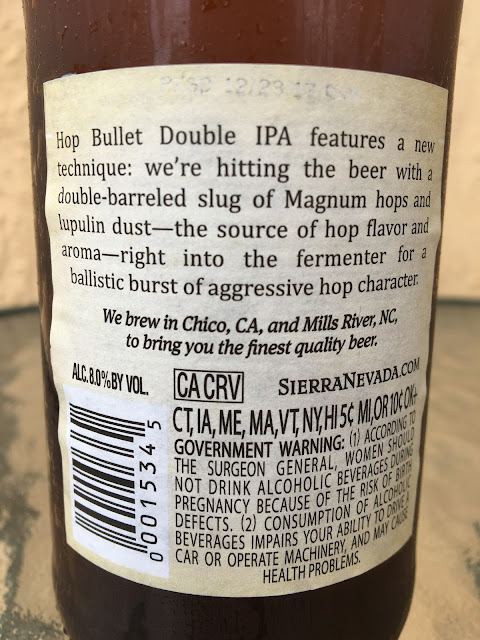 12/23 17
Hop Bullet Double IPA features a new
technique: we're hitting the beer with a
double-barreled slug of Magnum hops and
lupulin dust—the source of hop flavor and
aroma—right into the fermenter for a
ballistic burst of aggressive hop character.
We brew in Chico, CA, and Mills River, NC,
to bring you the finest quality beer.
ALC. 8.0% BY VOL.
CA CRV
SIERRANEVADA.COM
CT, IA, ME, MA, VT, NY, HI 5¢ MI, OR 10¢ OK+
GOVERNMENT WARNING: (1) ACCORDING TO
THE SURGEON GENERAL, WOMEN SHOULD
NOT DRINK ALCOHOLIC BEVERAGES DURING
PREGNANCY BECAUSE OF THE RISK OF BIRTH
DEFECTS. (2) CONSUMPTION OF ALCOHOLIC
BEVERAGES IMPAIRS YOUR ABILITY TO DRIVE A
CAR OR OPERATE MACHINERY, AND MAY CAUSE
HEALTH PROBLEMS.
0001534 5